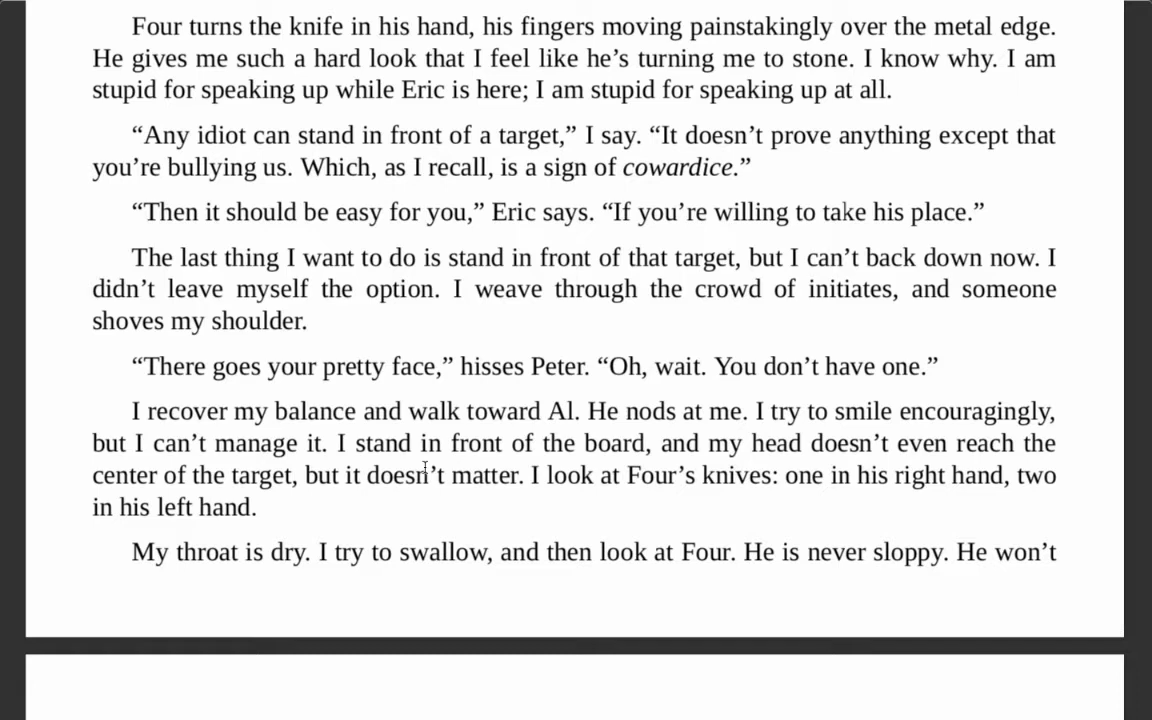 Four turns the knife in his hand, his fingers moving painstakingly over the metal edge.
He gives me such a hard look that I feel like he’s turning me to stone. I know why. I am
stupid for speaking up while Eric is here; I am stupid for speaking up at all.
“Any idiot can stand in front of a target,” I say. “It doesn’t prove anything except that
you’re bullying us. Which, as I recall, is a sign of cowardice.”
“Then it should be easy for you,” Eric says. “If you’re willing to take his place.”
The last thing I want to do is stand in front of that target, but I can’t back down now. I
didn’t leave myself the option. I weave through the crowd of initiates, and someone
shoves my shoulder.
“There goes your pretty face,” hisses Peter. “Oh, wait. You don’t have one.”
I recover my balance and walk toward Al. He nods at me. I try to smile encouragingly,
but I can’t manage it. I stand in front of the board, and my head doesn’t even reach the
center of the target, but it doesn’t matter. I look at Four’s knives: one in his right hand, two
in his left hand.
My throat is dry. I try to swallow, and then look at Four. He is never sloppy. He won’t